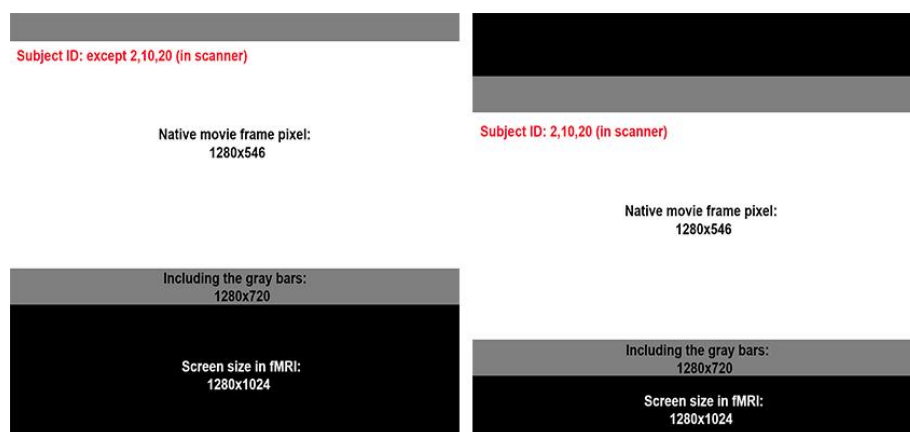 Subject ID: except 2,10,20 (in scanner)
Native movie frame pixel:
1280x546
Including the gray bars:
1280x720
Screen size in fMRI:
1280x1024
Subject ID: 2,10,20 (in scanner)
Native movie frame pixel:
1280x546
Including the gray bars:
1280x720
Screen size in fMRI:
1280x1024